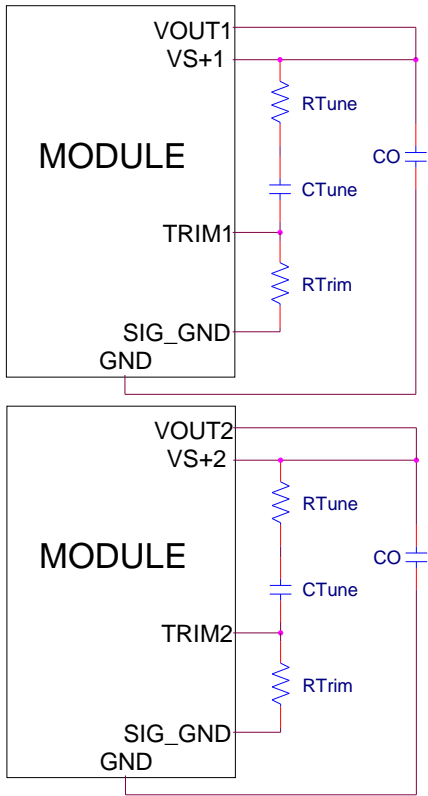 VOUT1
VS+1
RTune
MODULE
CO
CTune
TRIM1
RTrim
SIG_GND
GND
VOUT2
VS+2
RTune
MODULE
CO
CTune
TRIM2
RTrim
SIG_GND
GND